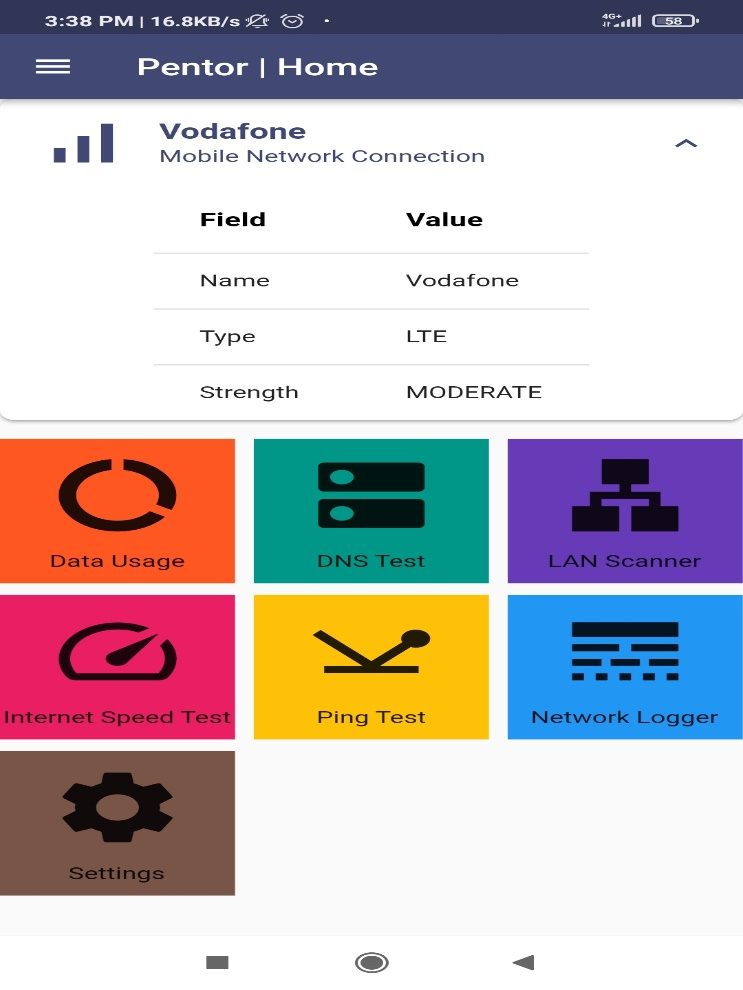 3:38 PM | 16.8KB/s
4G+
58
Pentor | Home
Vodafone
Mobile Network Connection
Field Value
Name Vodafone
Type LTE
Strength MODERATE
Data Usage DNS Test LAN Scanner
Internet Speed Test Ping Test Network Logger
Settings